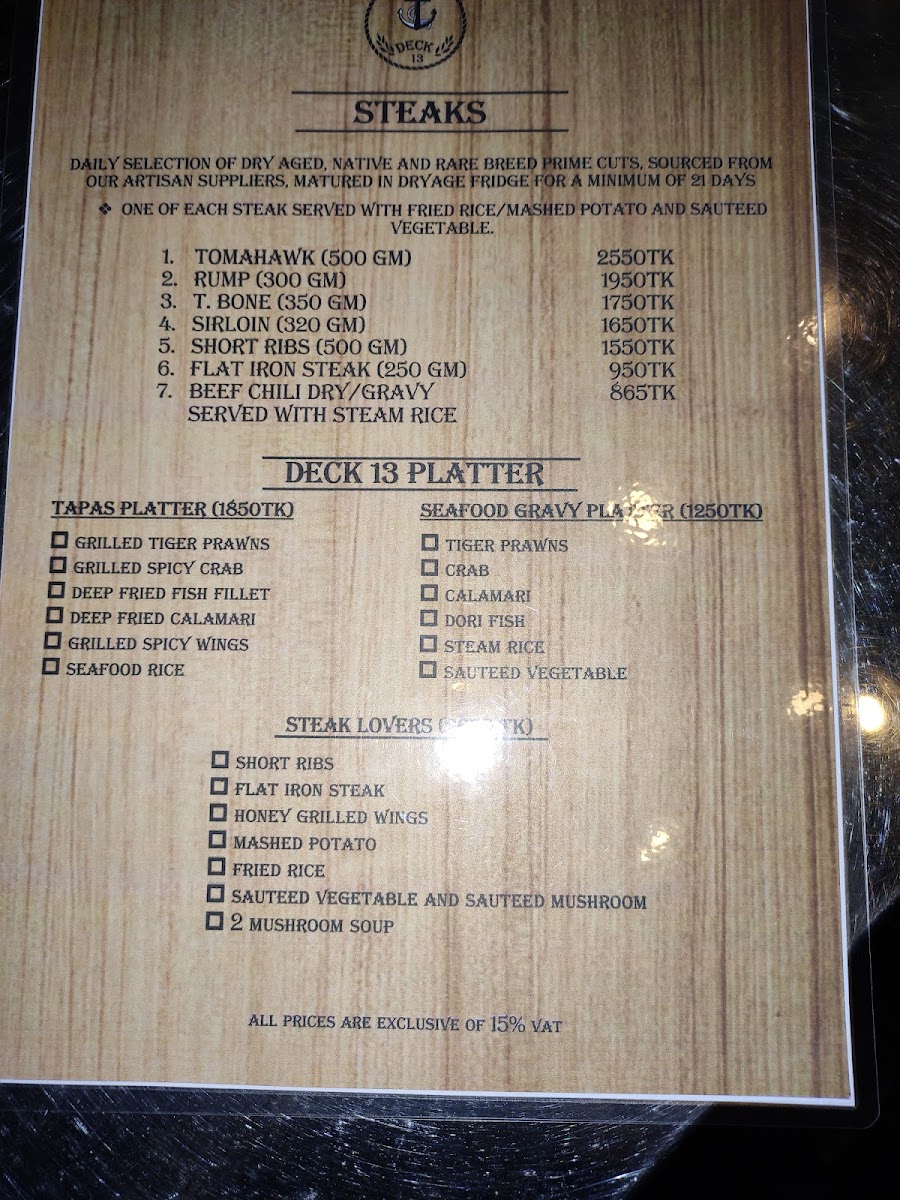 DECK
13
STEAKS
DAILY SELECTION OF DRY AGED, NATIVE AND RARE BREED PRIME CUTS, SOURCED FROM
OUR ARTISAN SUPPLIERS, MATURED IN DRYAGE FRIDGE FOR A MINIMUM OF 21 DAYS
❖ ONE OF EACH STEAK SERVED WITH FRIED RICE/MASHED POTATO AND SAUTEED
VEGETABLE.
1. TOMAHAWK (500 GM) 2550TK
2. RUMP (300 GM) 1950TK
3. T. BONE (350 GM) 1750TK
4. SIRLOIN (320 GM) 1650TK
5. SHORT RIBS (500 GM) 1550TK
6. FLAT IRON STEAK (250 GM) 950TK
7. BEEF CHILI DRY/GRAVY 865TK
SERVED WITH STEAM RICE
DECK 13 PLATTER
TAPAS PLATTER (1850TK)
GRILLED TIGER PRAWNS
GRILLED SPICY CRAB
DEEP FRIED FISH FILLET
DEEP FRIED CALAMARI
GRILLED SPICY WINGS
SEAFOOD RICE
SEAFOOD GRAVY PLATTER (1250TK)
TIGER PRAWNS
CRAB
CALAMARI
DORI FISH
STEAM RICE
SAUTEED VEGETABLE
STEAK LOVERS
SHORT RIBS
FLAT IRON STEAK
HONEY GRILLED WINGS
MASHED POTATO
FRIED RICE
SAUTEED VEGETABLE AND SAUTEED MUSHROOM
2 MUSHROOM SOUP
ALL PRICES ARE EXCLUSIVE OF 15% VAT